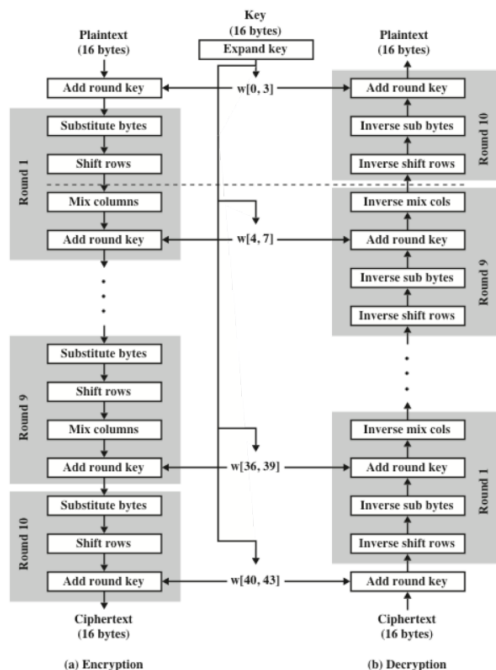 Key
(16 bytes)
Expand key
Plaintext
(16 bytes)
Add round key
Round 1
Substitute bytes
Shift rows
Mix columns
Add round key
Round 9
Substitute bytes
Shift rows
Mix columns
Add round key
Round 10
Substitute bytes
Shift rows
Add round key
Ciphertext
(16 bytes)
(a) Encryption
w[0, 3]
w[4, 7]
w[36, 39]
w[40, 43]
Plaintext
(16 bytes)
Add round key
Inverse sub bytes
Inverse shift rows
Round 10
Inverse mix cols
Add round key
Inverse sub bytes
Inverse shift rows
Round 9
Inverse mix cols
Add round key
Inverse sub bytes
Inverse shift rows
Round 1
Add round key
Ciphertext
(16 bytes)
(b) Decryption